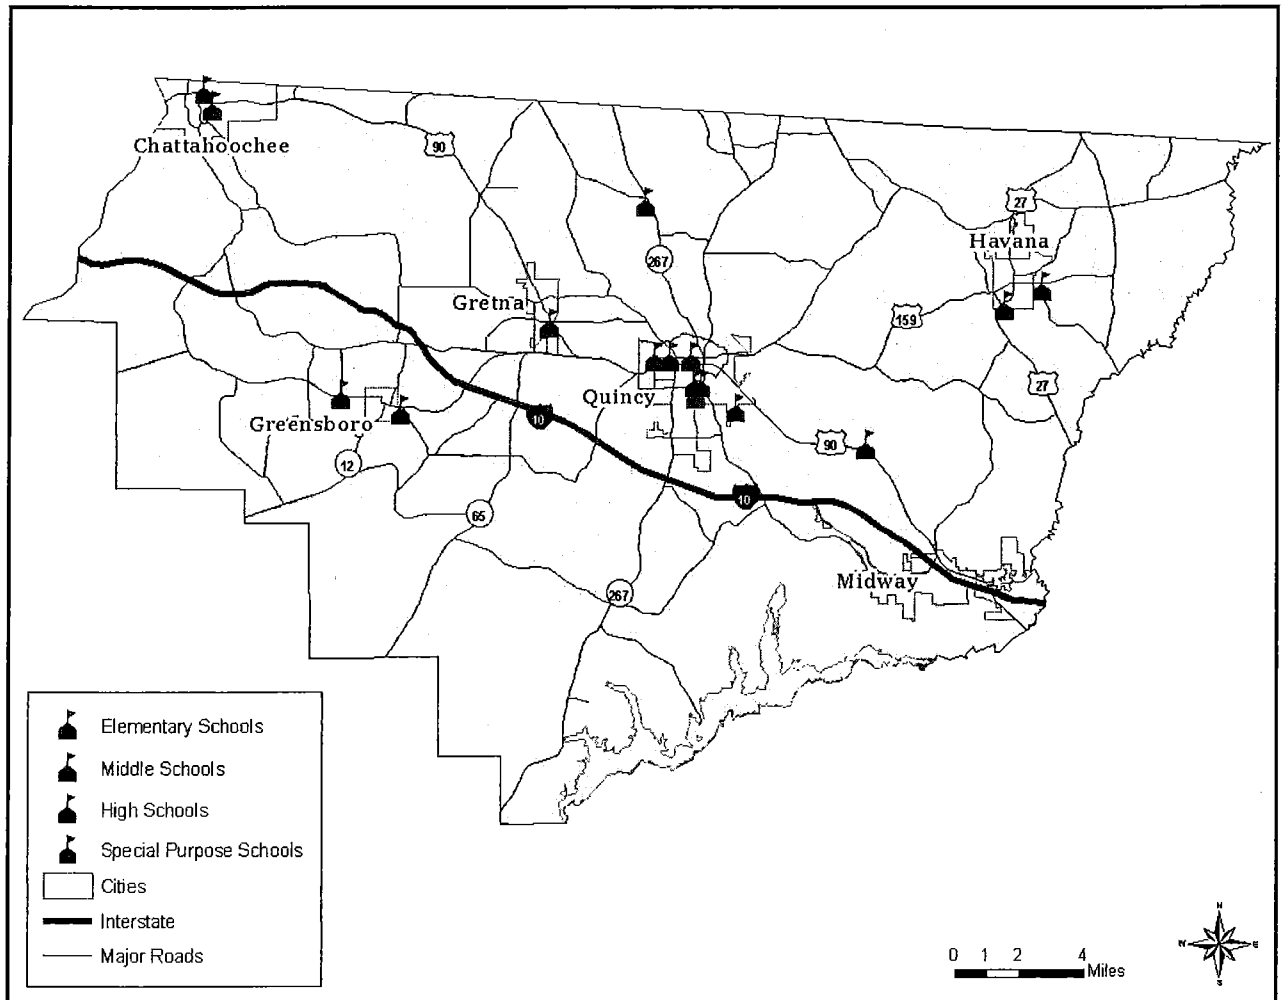 Chattahoochee
90
27
Havana
267
Gretna
159
27
Quincy
Greensboro
10
90
12
10
65
Midway
267
Elementary Schools
Middle Schools
High Schools
Special Purpose Schools
Cities
Interstate
Major Roads
N
W
E
S
0 1 2 4
Miles